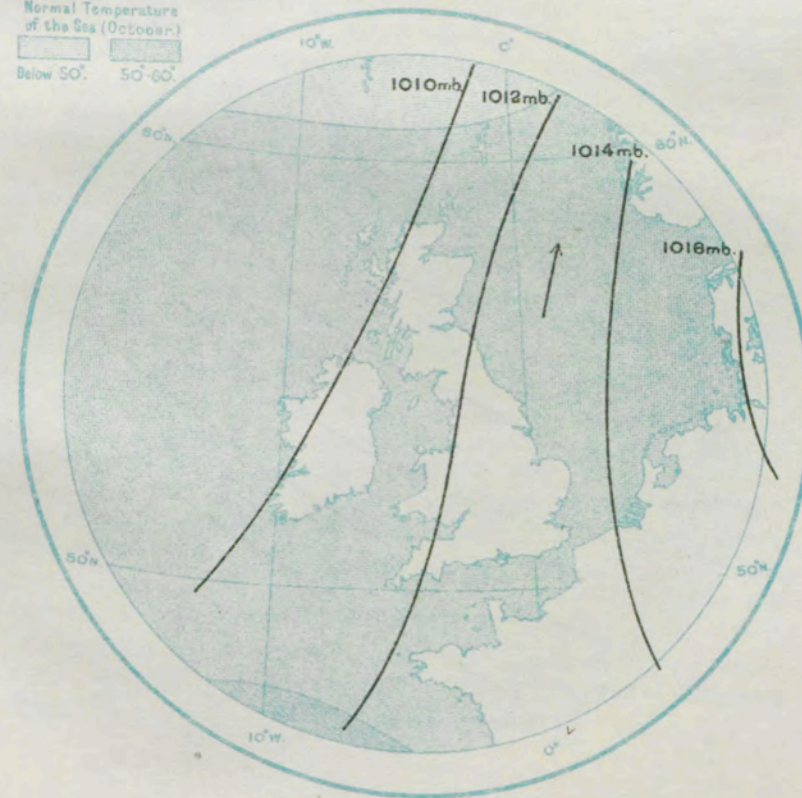 Normal Temperature
of the Sea (October.)
Below 50°. 50°-60°.
10°W. 0°
1010mb. 1012mb.
60°N. 1014mb. 60°N.
1018mb.
50°N. 50°N.
10°W. 0°